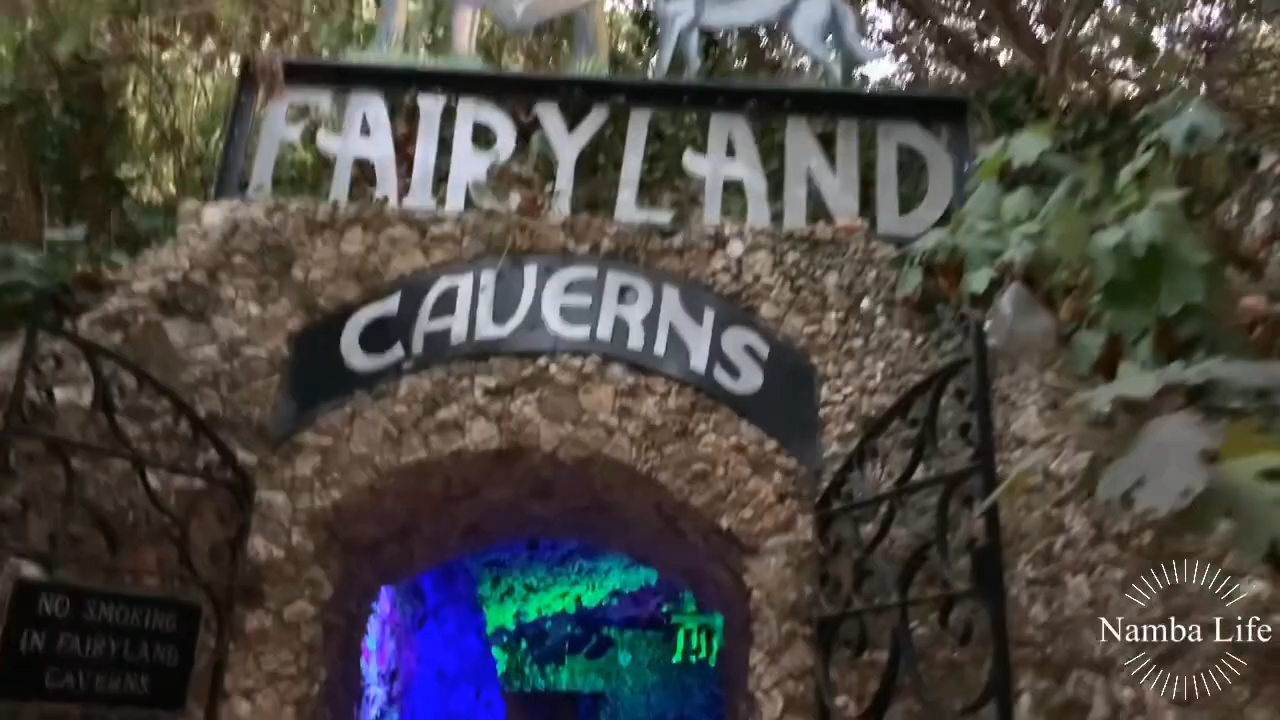 FAIRYLAND
CAVERNS
NO SMOKING
IN FAIRYLAND
CAVERNS
Namba Life